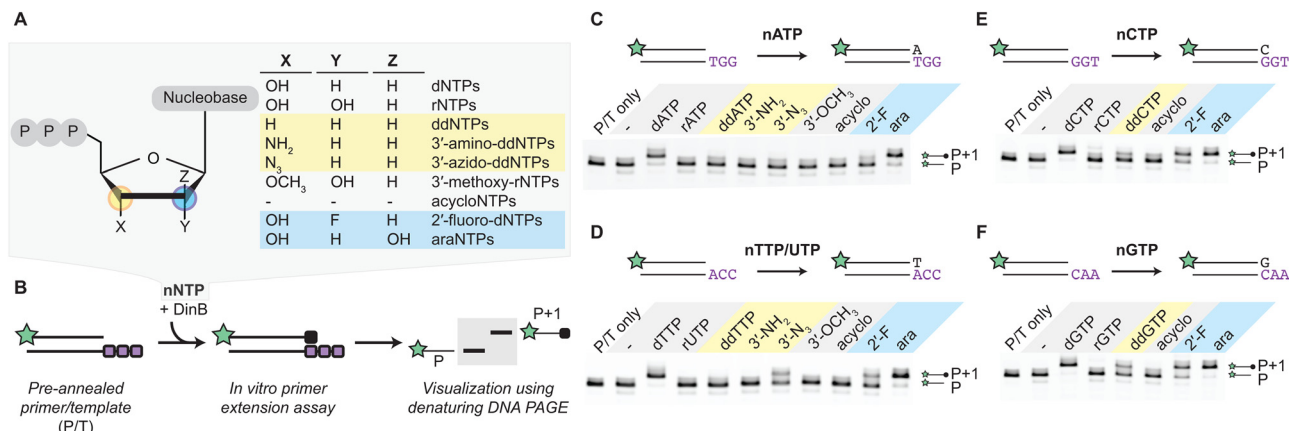 A
X Y Z
OH H H dNTPs
OH OH H rNTPs
H H H ddNTPs
NH2 H H 3′-amino-ddNTPs
N3 H H 3′-azido-ddNTPs
OCH3 OH H 3′-methoxy-rNTPs
- - - acycloNTPs
OH F H 2′-fluoro-dNTPs
OH H OH araNTPs
Nucleobase
P P P
O
Z
X Y
B
nNTP
+ DinB
P+1
P
Pre-annealed
primer/template
(P/T)
In vitro primer
extension assay
Visualization using
denaturing DNA PAGE
C
nATP
TGG
A
TGG
P/T only
-
dATP
rATP
ddATP
3′-NH2
3′-N3
3′-OCH3
acyclo
2′-F
ara
P+1
P
D
nTTP/UTP
ACC
T
ACC
P/T only
-
dTTP
rUTP
ddTTP
3′-NH2
3′-N3
3′-OCH3
acyclo
2′-F
ara
P+1
P
E
nCTP
GGT
C
GGT
P/T only
-
dCTP
rCTP
ddCTP
acyclo
2′-F
ara
P+1
P
F
nGTP
CAA
G
CAA
P/T only
-
dGTP
rGTP
ddGTP
acyclo
2′-F
ara
P+1
P